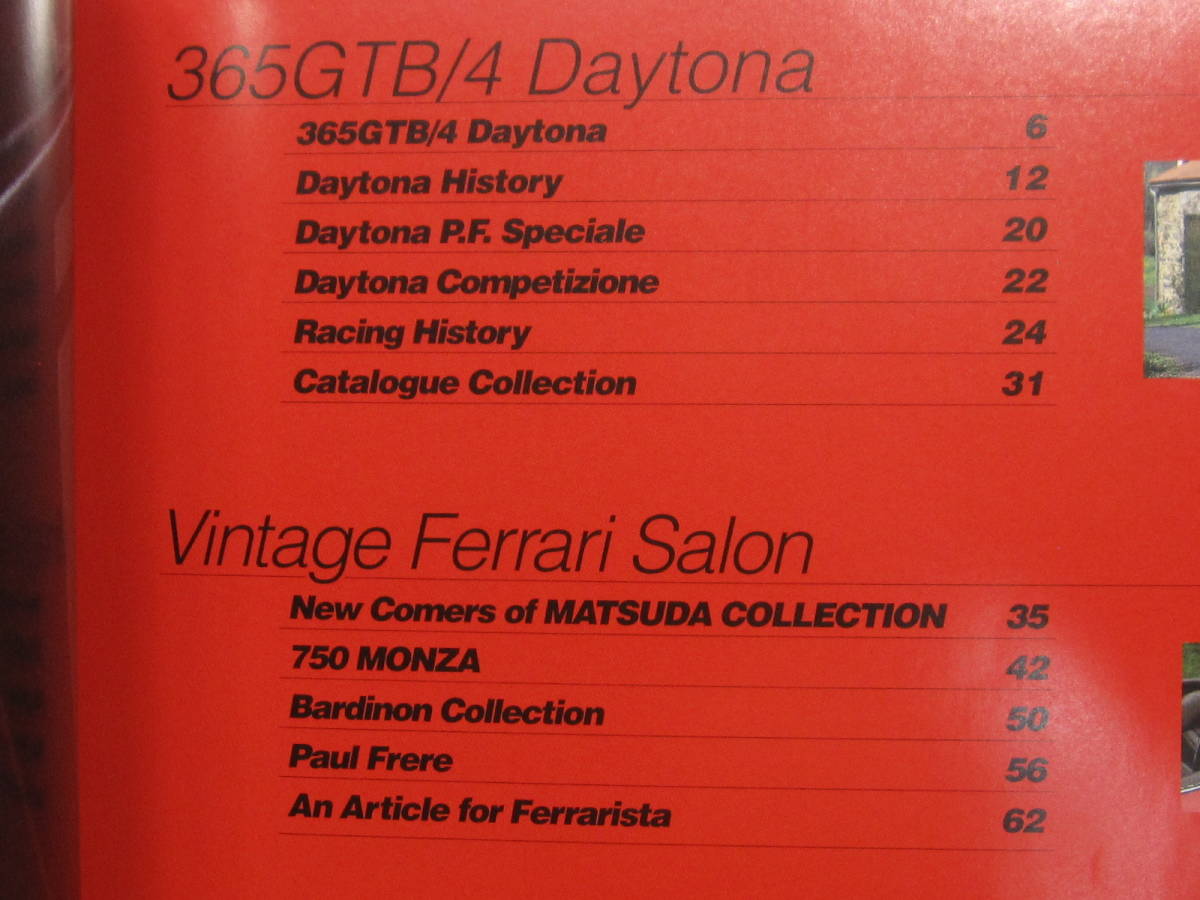 365GTB/4 Daytona
365GTB/4 Daytona 6
Daytona History 12
Daytona P.F. Speciale 20
Daytona Competizione 22
Racing History 24
Catalogue Collection 31
Vintage Ferrari Salon
New Comers of MATSUDA COLLECTION 35
750 MONZA 42
Bardinon Collection 50
Paul Frere 56
An Article for Ferrarista 62